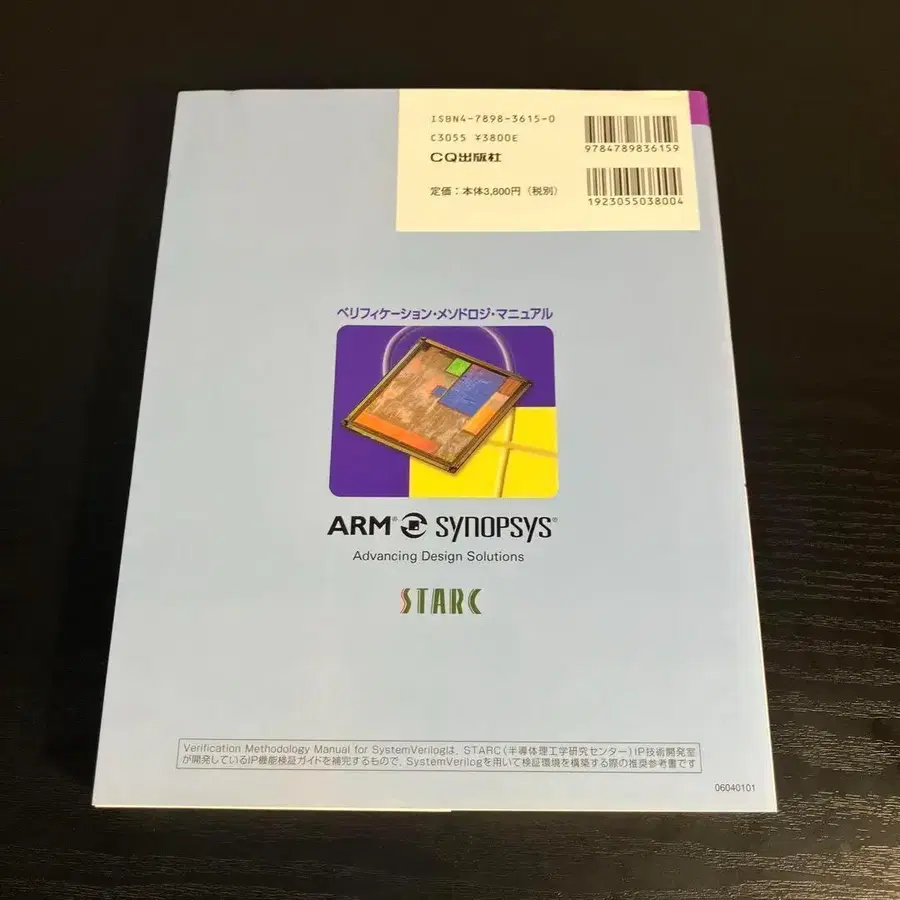 ISBN4-7898-3615-0
C3055 ¥3800E
CQ出版社
定価：本体3,800円（税別）
9784789836159
1923055038004
ベリフィケーション・メソドロジ・マニュアル
ARM® SYNOPSYS®
Advancing Design Solutions
STARC
Verification Methodology Manual for SystemVerilogは、STARC（半導体理工学研究センター）IP技術開発室
が開発しているIP機能検証ガイドを補完するもので、SystemVerilogを用いて検証環境を構築する際の推奨参考書です
06040101